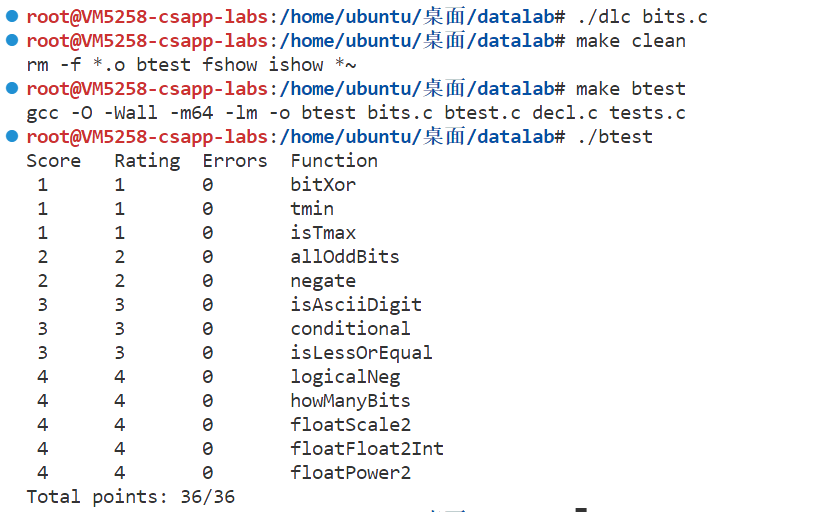 root@VM5258-csapp-labs:/home/ubuntu/桌面/datalab# ./dlc bits.c
root@VM5258-csapp-labs:/home/ubuntu/桌面/datalab# make clean
rm -f *.o btest fshow ishow *~
root@VM5258-csapp-labs:/home/ubuntu/桌面/datalab# make btest
gcc -O -Wall -m64 -lm -o btest bits.c btest.c decl.c tests.c
root@VM5258-csapp-labs:/home/ubuntu/桌面/datalab# ./btest
Score Rating Errors Function
1 1 0 bitXor
1 1 0 tmin
1 1 0 isTmax
2 2 0 allOddBits
2 2 0 negate
3 3 0 isAsciiDigit
3 3 0 conditional
3 3 0 isLessOrEqual
4 4 0 logicalNeg
4 4 0 howManyBits
4 4 0 floatScale2
4 4 0 floatFloat2Int
4 4 0 floatPower2
Total points: 36/36